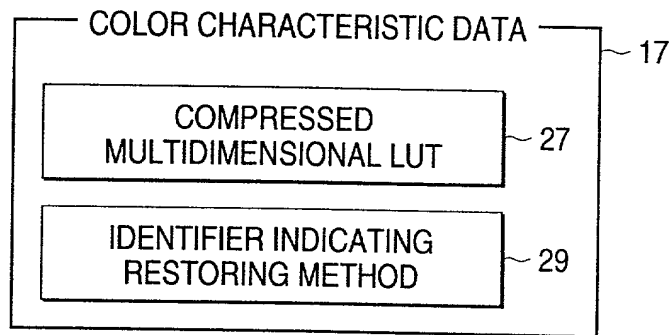 COLOR CHARACTERISTIC DATA
17
COMPRESSED
MULTIDIMENSIONAL LUT
27
IDENTIFIER INDICATING
RESTORING METHOD
29